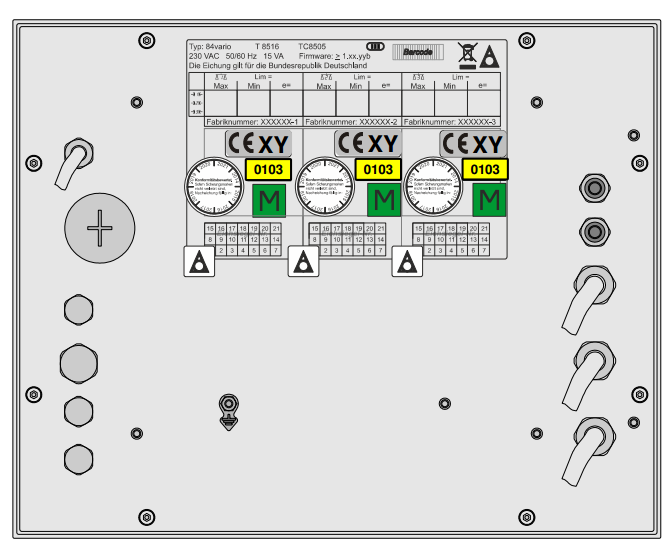 Typ: 84vario T 8516 TC8505 Barcode
230 VAC 50/60 Hz 15 VA Firmware: ≥ 1.xx.yyb
Die Eichung gilt für die Bundesrepublik Deutschland
Lim = Lim = Lim =
Max Min e= Max Min e= Max Min e=
Fabriknummer: XXXXXX-1 Fabriknummer: XXXXXX-2 Fabriknummer: XXXXXX-3
CE XY CE XY CE XY
0103 0103 0103
M M M
15 16 17 18 19 20 21 15 16 17 18 19 20 21 15 16 17 18 19 20 21
8 9 10 11 12 13 14 8 9 10 11 12 13 14 8 9 10 11 12 13 14
2 3 4 5 6 7 2 3 4 5 6 7 2 3 4 5 6 7